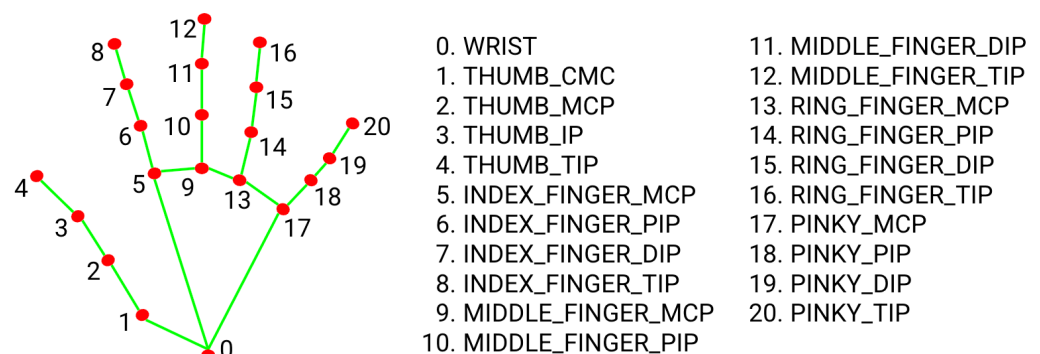 12
8
16
11
7
15
10
20
6
14
19
4
5
9
13
18
3
17
2
1
0
0. WRIST
1. THUMB_CMC
2. THUMB_MCP
3. THUMB_IP
4. THUMB_TIP
5. INDEX_FINGER_MCP
6. INDEX_FINGER_PIP
7. INDEX_FINGER_DIP
8. INDEX_FINGER_TIP
9. MIDDLE_FINGER_MCP
10. MIDDLE_FINGER_PIP
11. MIDDLE_FINGER_DIP
12. MIDDLE_FINGER_TIP
13. RING_FINGER_MCP
14. RING_FINGER_PIP
15. RING_FINGER_DIP
16. RING_FINGER_TIP
17. PINKY_MCP
18. PINKY_PIP
19. PINKY_DIP
20. PINKY_TIP